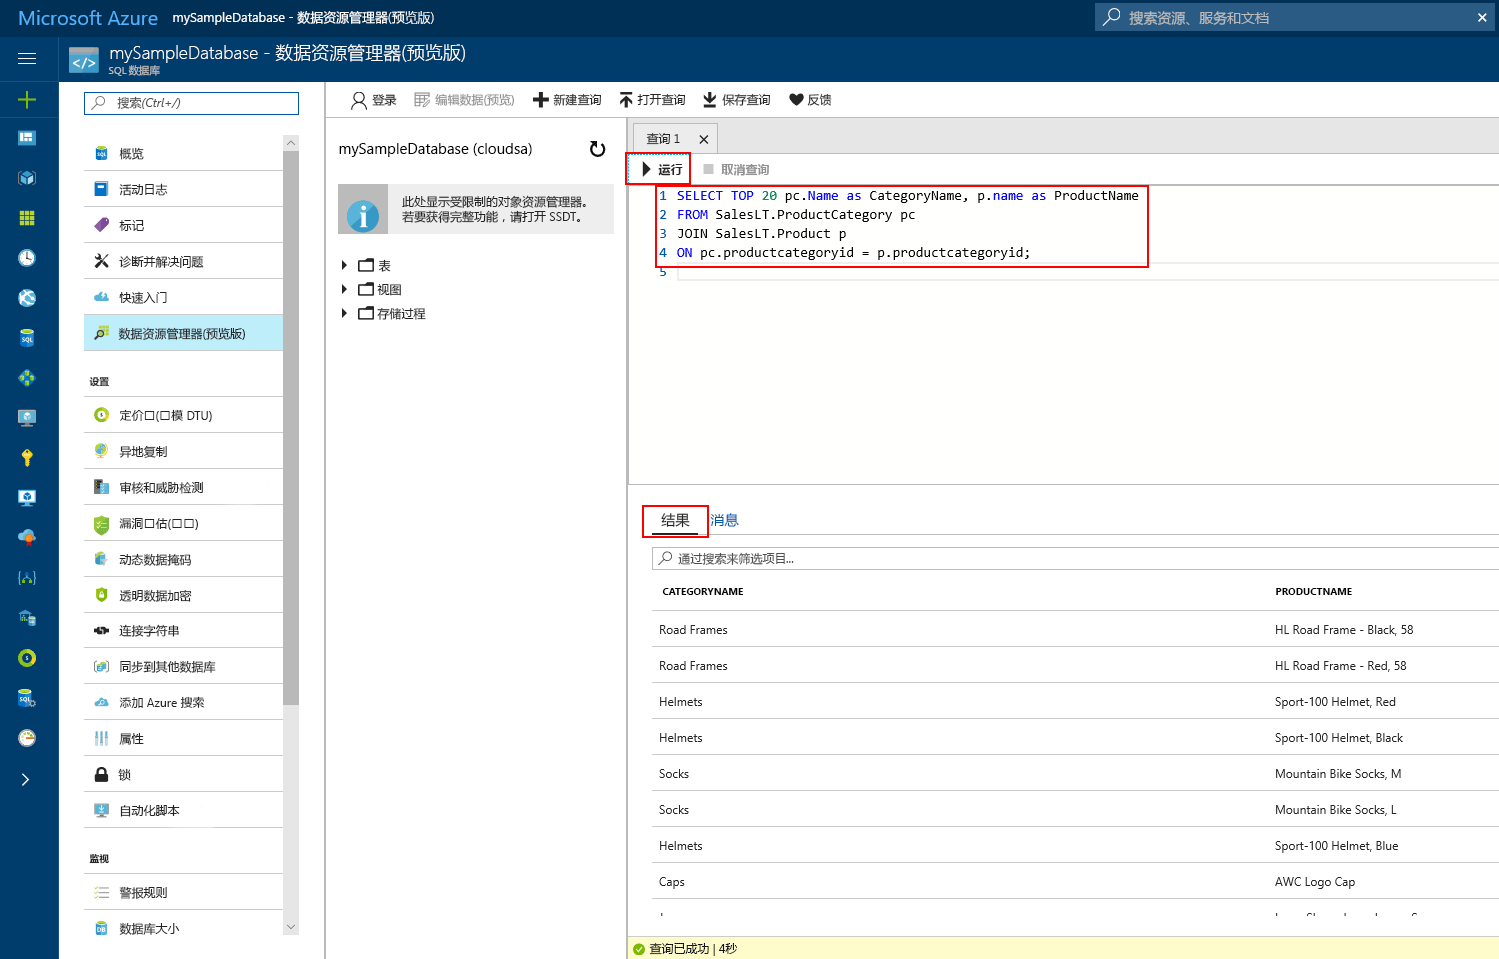 Microsoft Azure mySampleDatabase - 数据资源管理器(预览版)
搜索资源、服务和文档
mySampleDatabase - 数据资源管理器(预览版)
SQL 数据库
搜索(Ctrl+/)
概览
活动日志
标记
诊断并解决问题
快速入门
数据资源管理器(预览版)
设置
定价□(□模 DTU)
异地复制
审核和威胁检测
漏洞□估(□□)
动态数据掩码
透明数据加密
连接字符串
同步到其他数据库
添加 Azure 搜索
属性
锁
自动化脚本
监视
警报规则
数据库大小
登录 编辑数据(预览) 新建查询 打开查询 保存查询 反馈
mySampleDatabase (cloudsa)
此处显示受限制的对象资源管理器。
若要获得完整功能，请打开 SSDT。
表
视图
存储过程
查询 1
运行 取消查询
1 SELECT TOP 20 pc.Name as CategoryName, p.name as ProductName
2 FROM SalesLT.ProductCategory pc
3 JOIN SalesLT.Product p
4 ON pc.productcategoryid = p.productcategoryid;
5
结果 消息
通过搜索来筛选项目...
CATEGORYNAME PRODUCTNAME
Road Frames HL Road Frame - Black, 58
Road Frames HL Road Frame - Red, 58
Helmets Sport-100 Helmet, Red
Helmets Sport-100 Helmet, Black
Socks Mountain Bike Socks, M
Socks Mountain Bike Socks, L
Helmets Sport-100 Helmet, Blue
Caps AWC Logo Cap
查询已成功 | 4秒